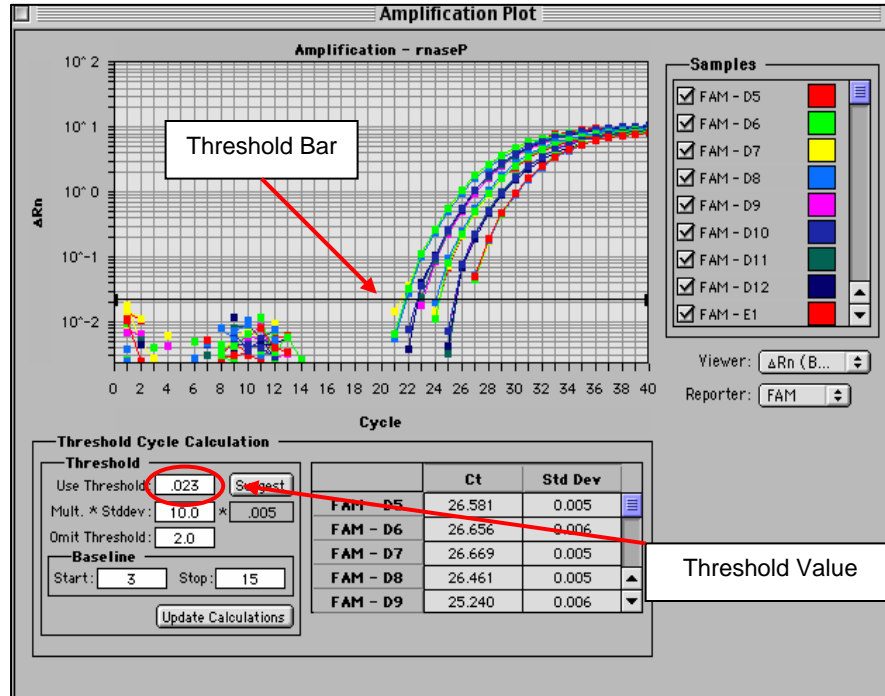 Amplification Plot
Amplification - rnaseP
10^2
10^1
10^0
10^-1
10^-2
ΔRn
0 2 4 6 8 10 12 14 16 18 20 22 24 26 28 30 32 34 36 38 40
Cycle
Threshold Bar
Samples
FAM - D5
FAM - D6
FAM - D7
FAM - D8
FAM - D9
FAM - D10
FAM - D11
FAM - D12
FAM - E1
Viewer: ΔRn (B...
Reporter: FAM
Threshold Cycle Calculation
Threshold
Use Threshold: .023 Suggest
Mult. * Stddev: 10.0 * .005
Omit Threshold: 2.0
Baseline
Start: 3 Stop: 15
Update Calculations
Ct Std Dev
FAM - D5 26.581 0.005
FAM - D6 26.656 0.006
FAM - D7 26.669 0.005
FAM - D8 26.461 0.005
FAM - D9 25.240 0.006
Threshold Value